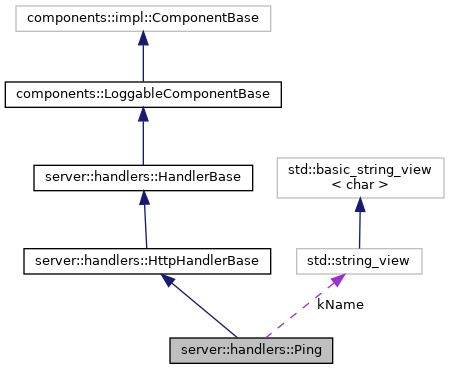 components::impl::ComponentBase
components::LoggableComponentBase
server::handlers::HandlerBase
std::basic_string_view
< char >
server::handlers::HttpHandlerBase
std::string_view
kName
server::handlers::Ping